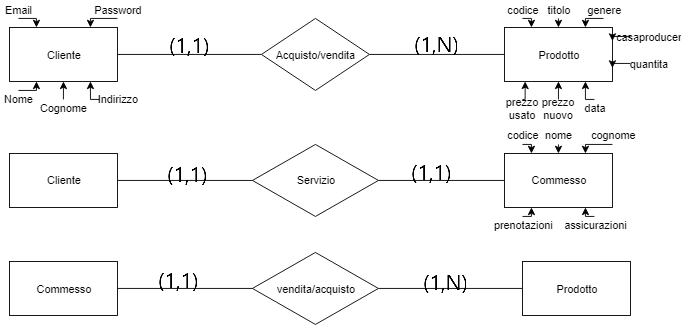 Email
Password
codice
titolo
genere
Cliente
(1,1)
Acquisto/vendita
(1,N)
Prodotto
casaproducer
quantita
Nome
Cognome
Indirizzo
prezzo
usato
prezzo
nuovo
data
codice
nome
cognome
Cliente
(1,1)
Servizio
(1,1)
Commesso
prenotazioni
assicurazioni
Commesso
(1,1)
vendita/acquisto
(1,N)
Prodotto